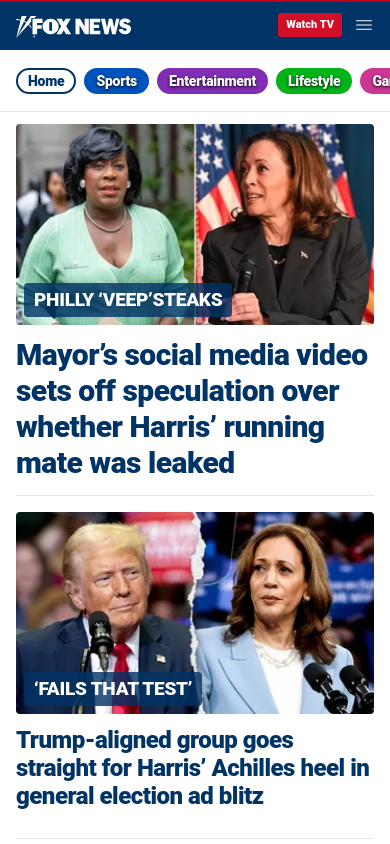 FOX NEWS
Watch TV
Home
Sports
Entertainment
Lifestyle
Ga
PHILLY ‘VEEP’STEAKS
Mayor’s social media video
sets off speculation over
whether Harris’ running
mate was leaked
‘FAILS THAT TEST’
Trump-aligned group goes
straight for Harris’ Achilles heel in
general election ad blitz